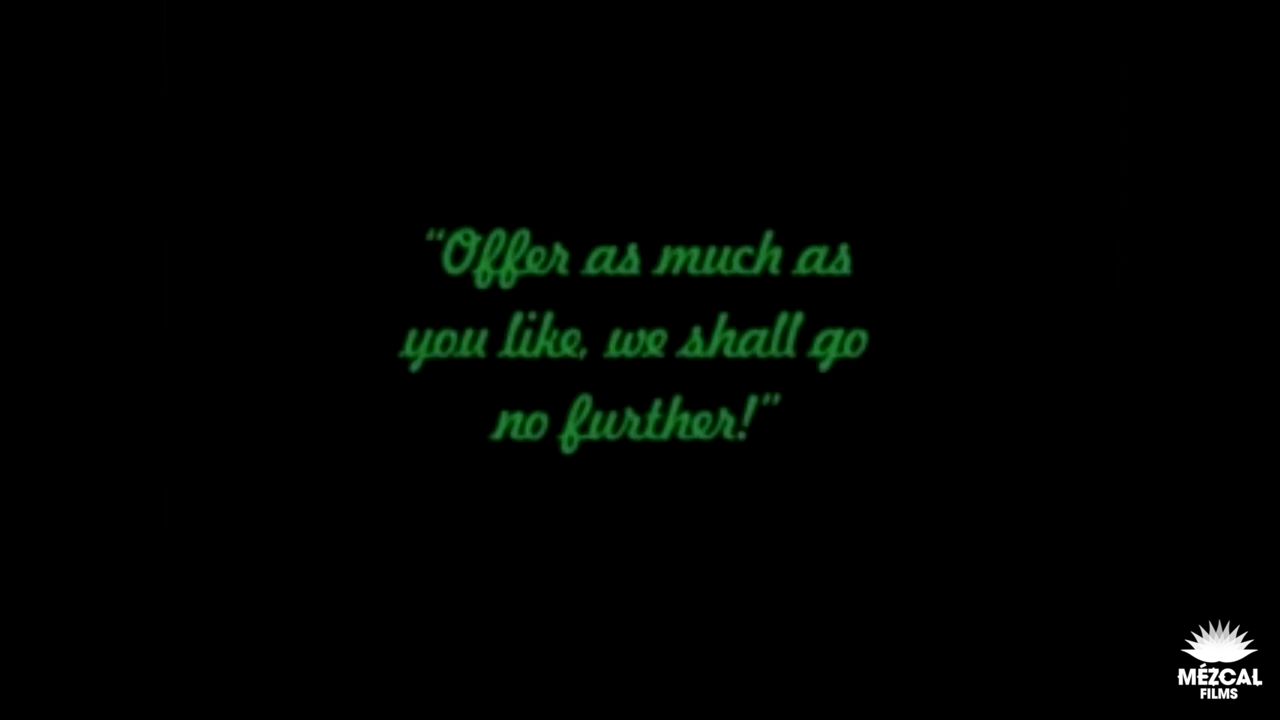 “Offer as much as
you like, we shall go
no further!”
MÉZCAL
FILMS